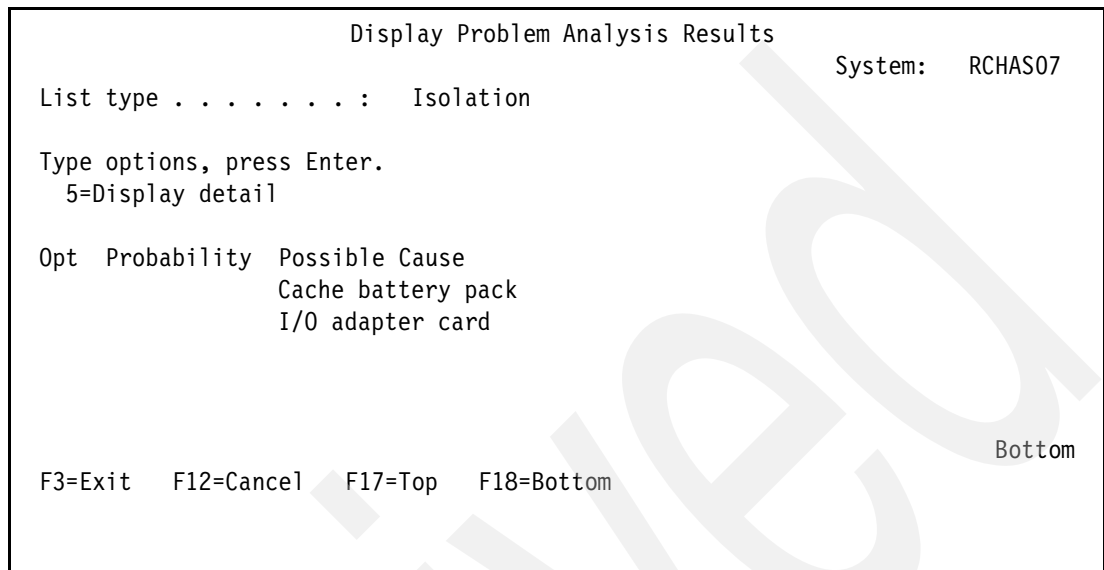 Display Problem Analysis Results
System: RCHAS07
List type . . . . . . . : Isolation
Type options, press Enter.
5=Display detail
Opt Probability Possible Cause
Cache battery pack
I/O adapter card
Bottom
F3=Exit F12=Cancel F17=Top F18=Bottom